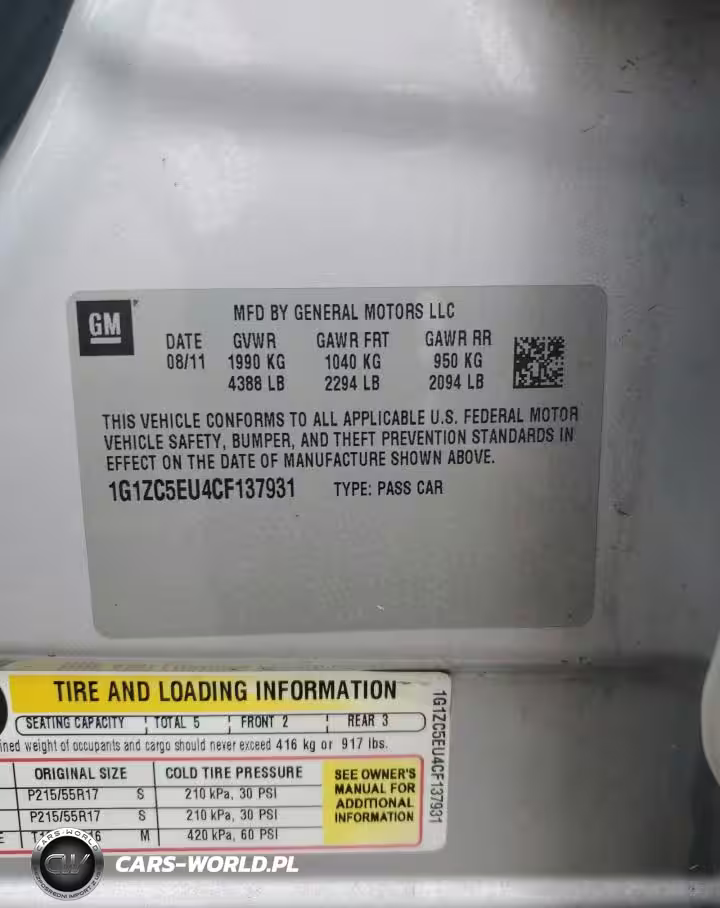 GM
MFD BY GENERAL MOTORS LLC
DATE GVWR GAWR FRT GAWR RR
08/11 1990 KG 1040 KG 950 KG
4388 LB 2294 LB 2094 LB
THIS VEHICLE CONFORMS TO ALL APPLICABLE U.S. FEDERAL MOTOR
VEHICLE SAFETY, BUMPER, AND THEFT PREVENTION STANDARDS IN
EFFECT ON THE DATE OF MANUFACTURE SHOWN ABOVE.
1G1ZC5EU4CF137931 TYPE: PASS CAR
TIRE AND LOADING INFORMATION
SEATING CAPACITY TOTAL 5 FRONT 2 REAR 3
weight of occupants and cargo should never exceed 416 kg or 917 lbs.
ORIGINAL SIZE COLD TIRE PRESSURE
P215/55R17 S 210 kPa, 30 PSI
P215/55R17 S 210 kPa, 30 PSI
M 420 kPa, 60 PSI
SEE OWNER'S
MANUAL FOR
ADDITIONAL
INFORMATION
1G1ZC5EU4CF137931
CARS-WORLD
CW
CARS-WORLD.PL